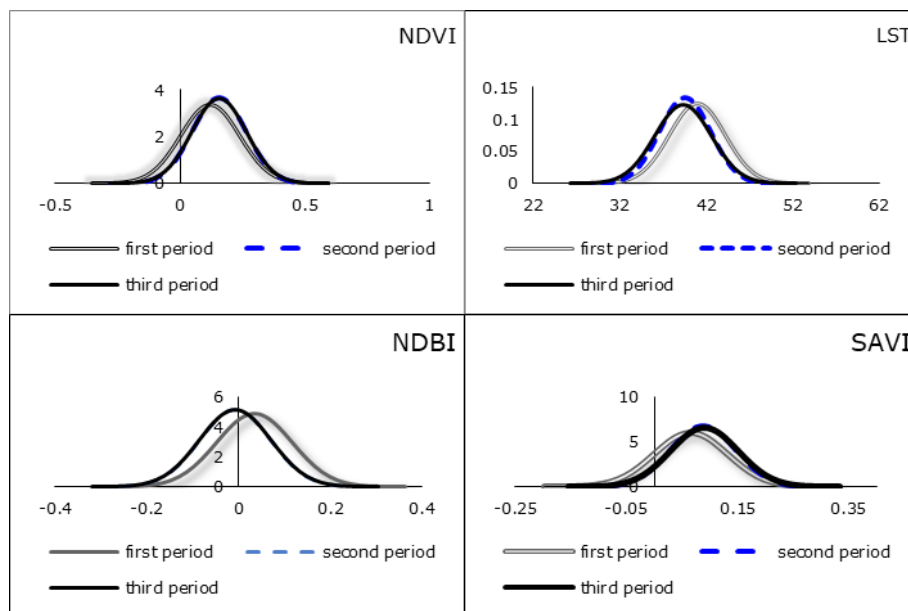 NDVI
4
2
0
-0.5 0 0.5 1
first period second period
third period
LST
0.15
0.1
0.05
0
22 32 42 52 62
first period second period
third period
NDBI
6
4
2
0
-0.4 -0.2 0 0.2 0.4
first period second period
third period
SAVI
10
5
0
-0.25 -0.05 0.15 0.35
first period second period
third period